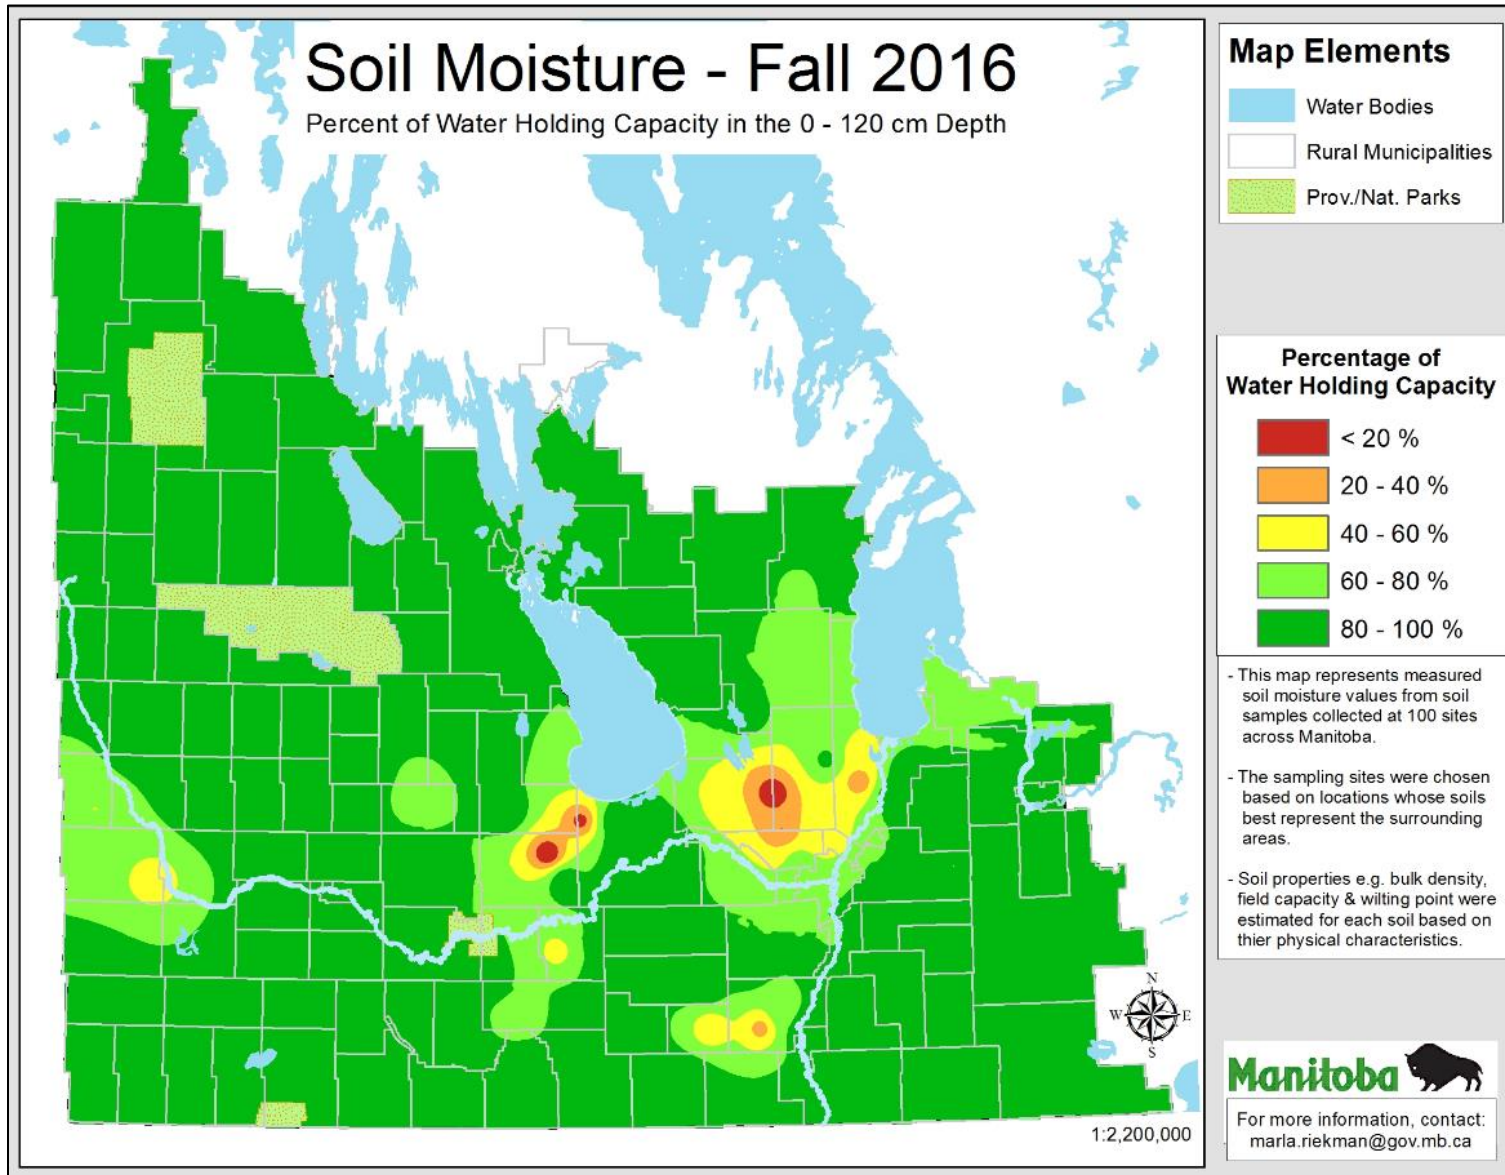 Soil Moisture - Fall 2016
Percent of Water Holding Capacity in the 0 - 120 cm Depth
N
W
E
S
1:2,200,000
Map Elements
Water Bodies
Rural Municipalities
Prov./Nat. Parks
Percentage of
Water Holding Capacity
< 20 %
20 - 40 %
40 - 60 %
60 - 80 %
80 - 100 %
- This map represents measured
soil moisture values from soil
samples collected at 100 sites
across Manitoba.
- The sampling sites were chosen
based on locations whose soils
best represent the surrounding
areas.
- Soil properties e.g. bulk density,
field capacity & wilting point were
estimated for each soil based on
thier physical characteristics.
Manitoba
For more information, contact:
marla.riekman@gov.mb.ca